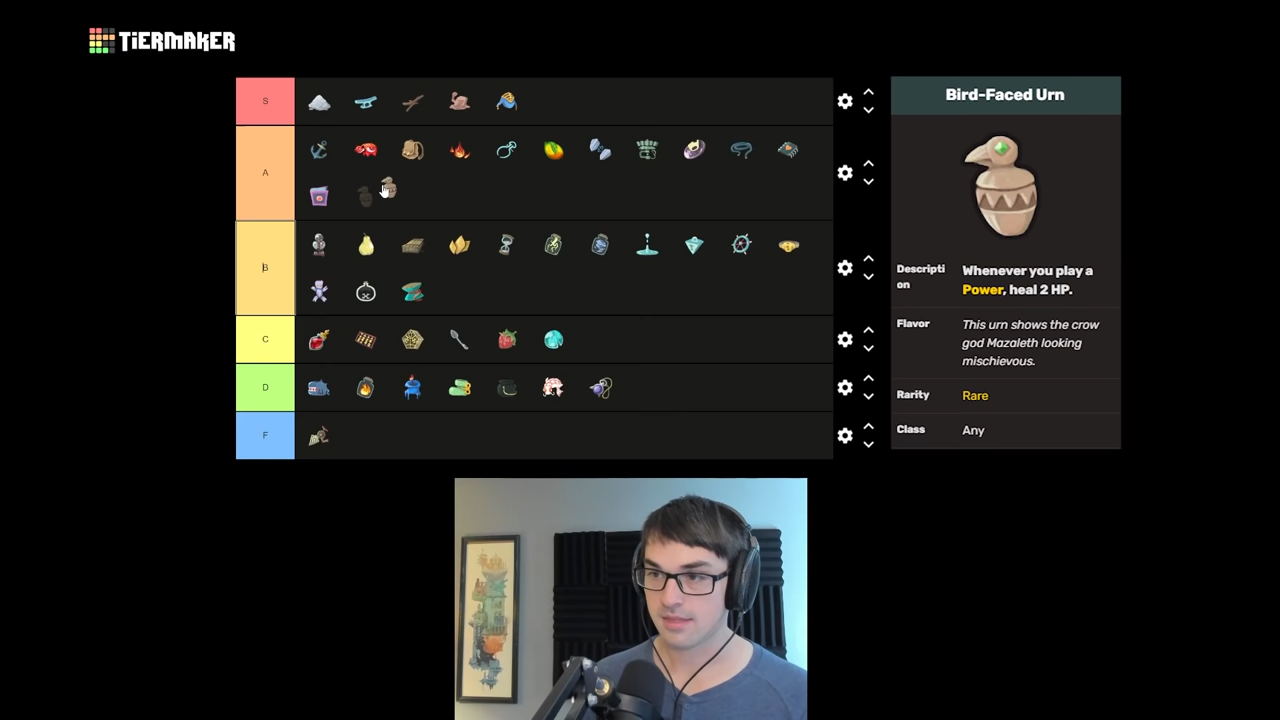 TiERMAKER
S
A
B
C
D
F
Bird-Faced Urn
Descripti
on
Whenever you play a
Power, heal 2 HP.
Flavor
This urn shows the crow
god Mazaleth looking
mischievous.
Rarity
Rare
Class
Any